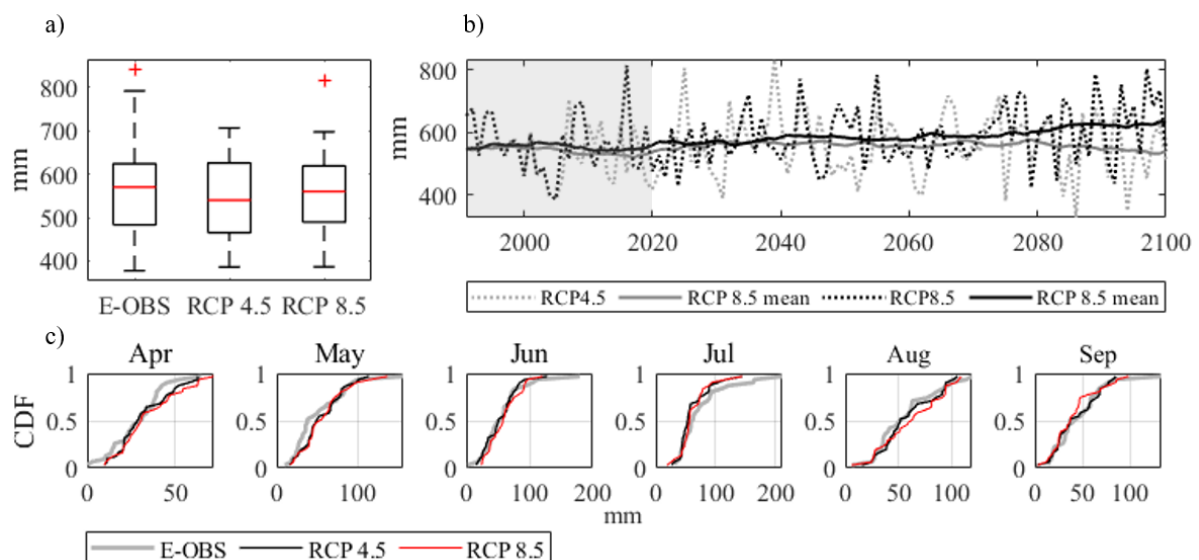 a)
b)
mm
800
700
600
500
400
E-OBS RCP 4.5 RCP 8.5
mm
800
600
400
2000 2020 2040 2060 2080 2100
RCP4.5 RCP 8.5 mean RCP8.5 RCP 8.5 mean
c)
Apr May Jun Jul Aug Sep
CDF
1 1 1 1 1 1
0.5 0.5 0.5 0.5 0.5 0.5
0 0 0 0 0 0
0 50 0 100 0 100 200 0 100 200 0 50 100 0 50 100
mm
E-OBS RCP 4.5 RCP 8.5